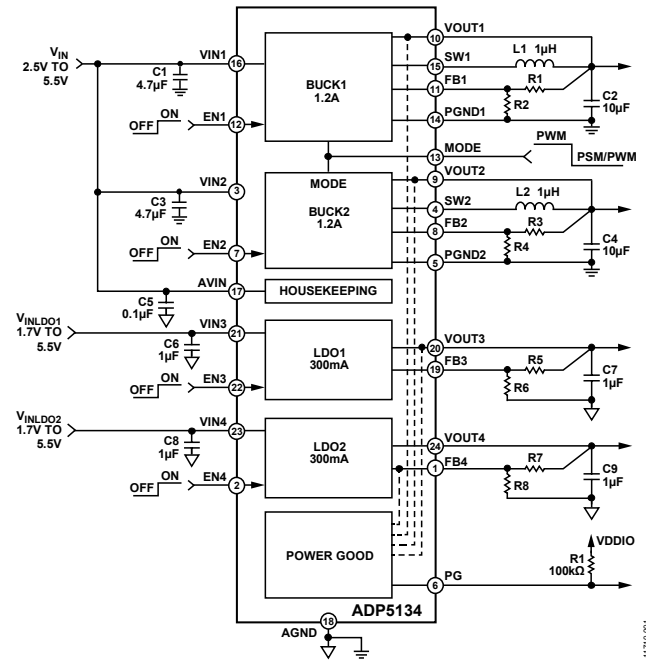 VIN
2.5V TO
5.5V
C1
4.7µF
VIN1
16
OFF
ON
EN1
12
BUCK1
1.2A
10
VOUT1
15
SW1
L1 1µH
11
FB1
R1
R2
14
PGND1
C2
10µF
13
MODE
PWM
PSM/PWM
C3
4.7µF
VIN2
3
OFF
ON
EN2
7
MODE
BUCK2
1.2A
9
VOUT2
4
SW2
L2 1µH
8
FB2
R3
R4
5
PGND2
C4
10µF
AVIN
17
C5
0.1µF
HOUSEKEEPING
VINLDO1
1.7V TO
5.5V
C6
1µF
VIN3
21
OFF
ON
EN3
22
LDO1
300mA
20
VOUT3
19
FB3
R5
R6
C7
1µF
VINLDO2
1.7V TO
5.5V
C8
1µF
VIN4
23
OFF
ON
EN4
2
LDO2
300mA
24
VOUT4
1
FB4
R7
R8
C9
1µF
POWER GOOD
6
PG
VDDIO
R1
100kΩ
ADP5134
18
AGND
11710-001